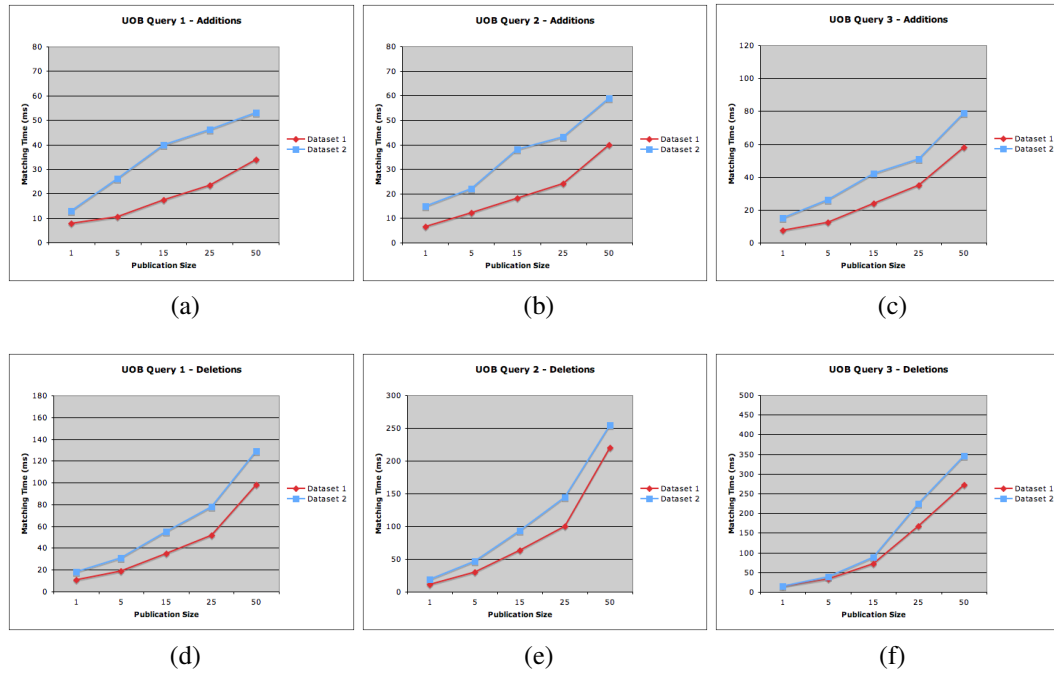 UOB Query 1 - Additions
80
70
60
50
40
30
20
10
0
Matching Time (ms)
1 5 15 25 50
Publication Size
Dataset 1
Dataset 2
(a)
UOB Query 2 - Additions
80
70
60
50
40
30
20
10
0
Matching Time (ms)
1 5 15 25 50
Publication Size
Dataset 1
Dataset 2
(b)
UOB Query 3 - Additions
120
100
80
60
40
20
0
Matching Time (ms)
1 5 15 25 50
Publication Size
Dataset 1
Dataset 2
(c)
UOB Query 1 - Deletions
180
160
140
120
100
80
60
40
20
0
Matching Time (ms)
1 5 15 25 50
Publication Size
Dataset 1
Dataset 2
(d)
UOB Query 2 - Deletions
300
250
200
150
100
50
0
Matching Time (ms)
1 5 15 25 50
Publication Size
Dataset 1
Dataset 2
(e)
UOB Query 3 - Deletions
500
450
400
350
300
250
200
150
100
50
0
Matching Time (ms)
1 5 15 25 50
Publication Size
Dataset 1
Dataset 2
(f)